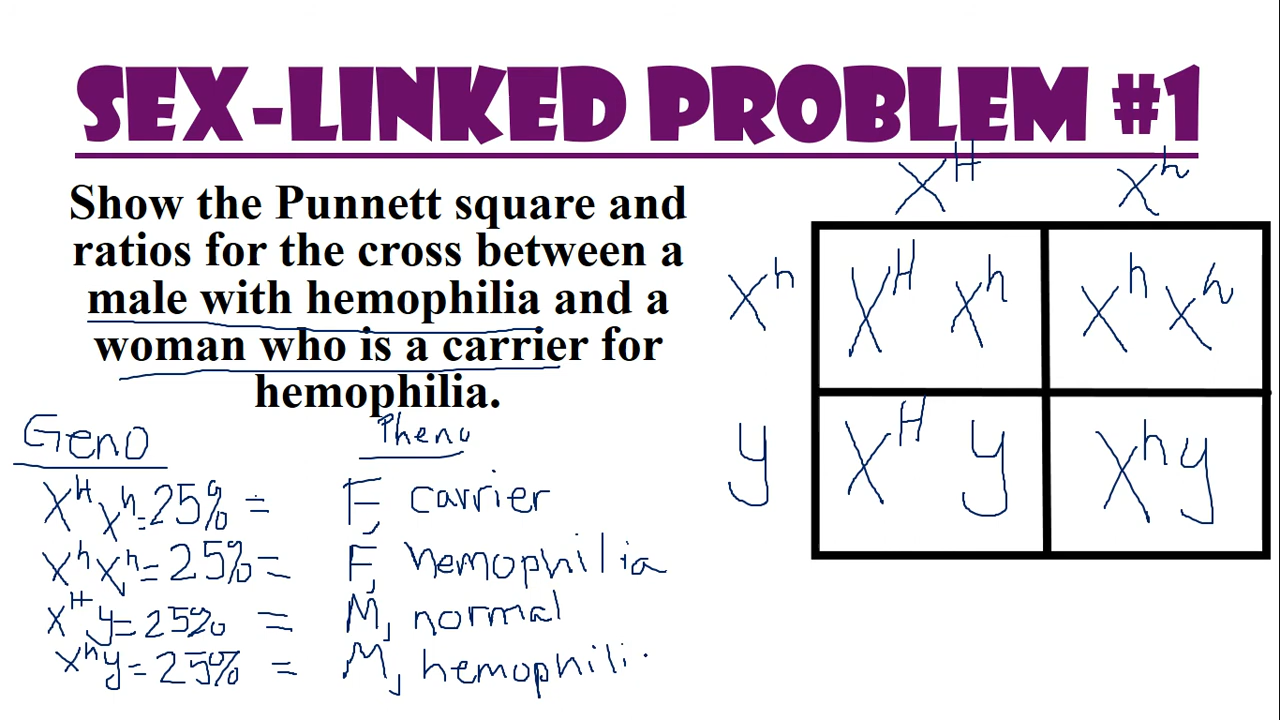 SEX-LINKED PROBLEM #1
Show the Punnett square and
ratios for the cross between a
male with hemophilia and a
woman who is a carrier for
hemophilia.
X^H X^h
X^h X^H X^h X^h X^h
y X^H y X^h y
Geno Pheno
X^H X^h = 25% = F, carrier
X^h X^h = 25% = F, hemophilia
X^H y = 25% = M, normal
X^h y = 25% = M, hemophili